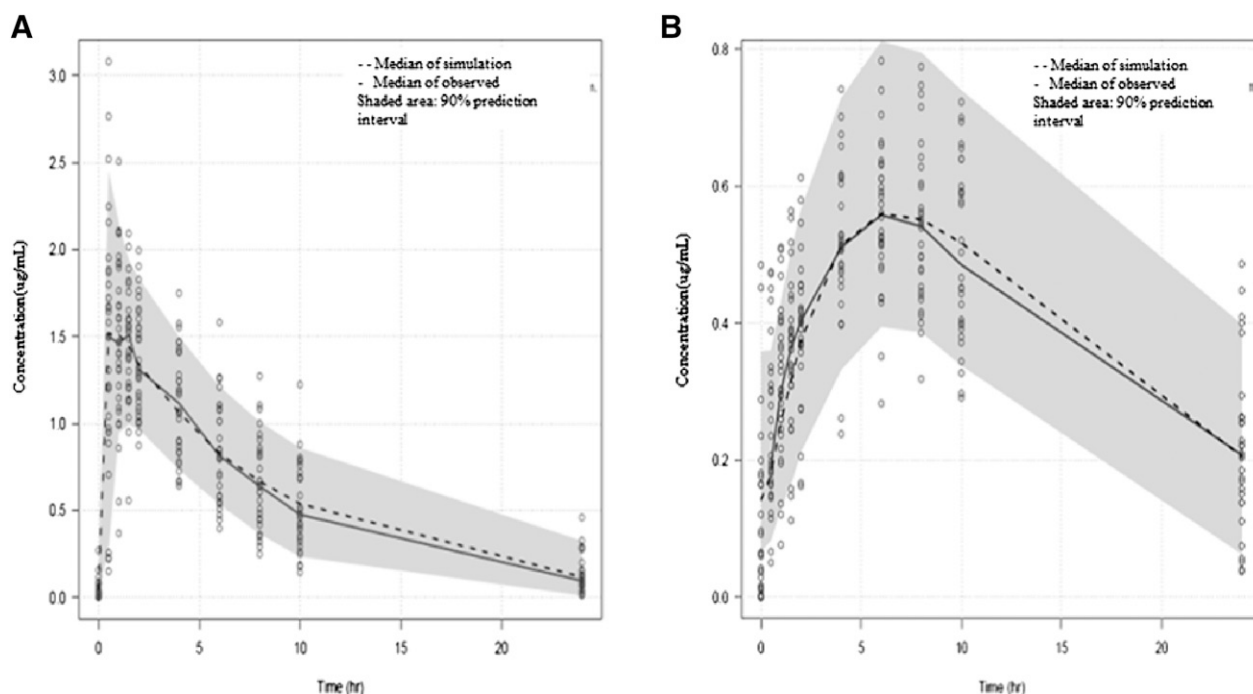 A
- - Median of simulation
- Median of observed
Shaded area: 90% prediction
interval
Concentration(ug/mL)
3.0
2.5
2.0
1.5
1.0
0.5
0.0
0
5
10
15
20
Time (hr)
B
- - Median of simulation
- Median of observed
Shaded area: 90% prediction
interval
Concentration(ug/mL)
0.8
0.6
0.4
0.2
0.0
0
5
10
15
20
Time (hr)